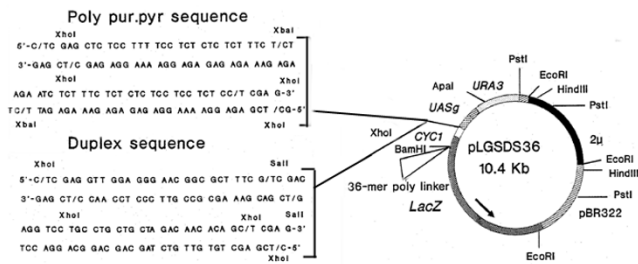 Poly pur.pyr sequence
XhoI XbaI
5'-C/TC GAG CTC TCC TTT TCC TCT CTC TCT TTC T/CT
3'-GAG CT/C GAG AGG AAA AGG AGA GAG AGA AAG AGA
XhoI XhoI
AGA ATC TCT TTC TCT CTC TCC TCC TCT CC/T CGA G-3'
TC/T TAG AGA AAG AGA GAG AGG AAA AGG AGA GCT /CG-5'
XbaI XhoI
Duplex sequence
XhoI SalI
5'-C/TC GAG GTT GGA GGG AAC CGG GCT TTC G/TC GAC
3'-GAG CT/C CAA CCT CCC TTG CCG CGA AAG CAG CT/G
XhoI XhoI SalI
AGG TCC TGC CTG CTG CTA GAC AAC ACA GC/T CGA G-3'
TCC AGG ACG GAC GAC GAT CTG TTG TGT CGA GCT/C-5'
XhoI
XhoI
ApaI
URA3
UASg
CYC1
BamHI
36-mer poly linker
LacZ
pLGSDS36
10.4 Kb
PstI
EcoRI
HindIII
PstI
2μ
EcoRI
HindIII
PstI
pBR322
EcoRI